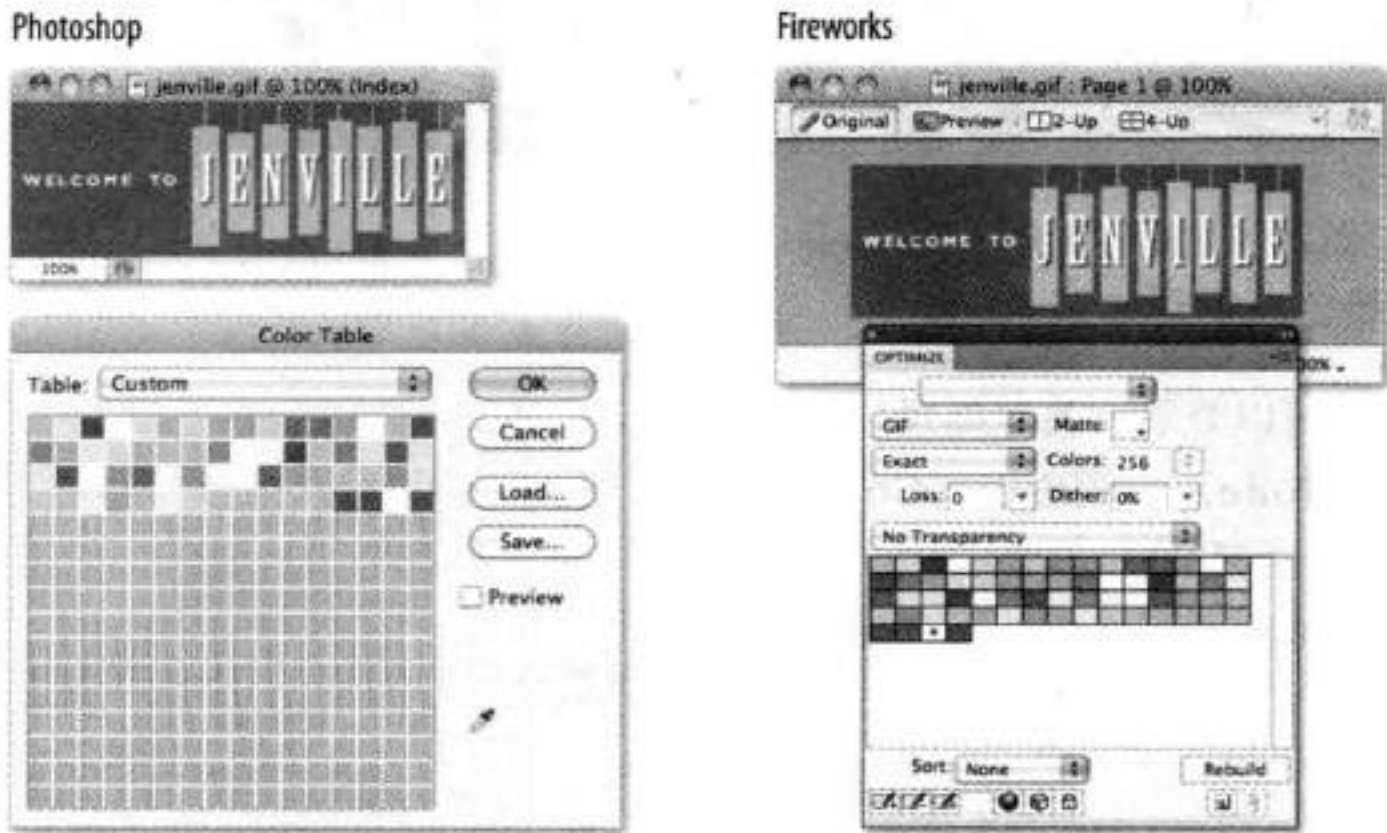 Photoshop
jenville.gif @ 100% (Index)
WELCOME TO JENVILLE
100%
Color Table
Table: Custom
OK
Cancel
Load...
Save...
Preview
Fireworks
jenville.gif : Page 1 @ 100%
Original Preview 2-Up 4-Up
WELCOME TO JENVILLE
OPTIMIZE
GIF Matte:
Exact Colors: 256
Loss: 0 Dither: 0%
No Transparency
Sort: None Rebuild